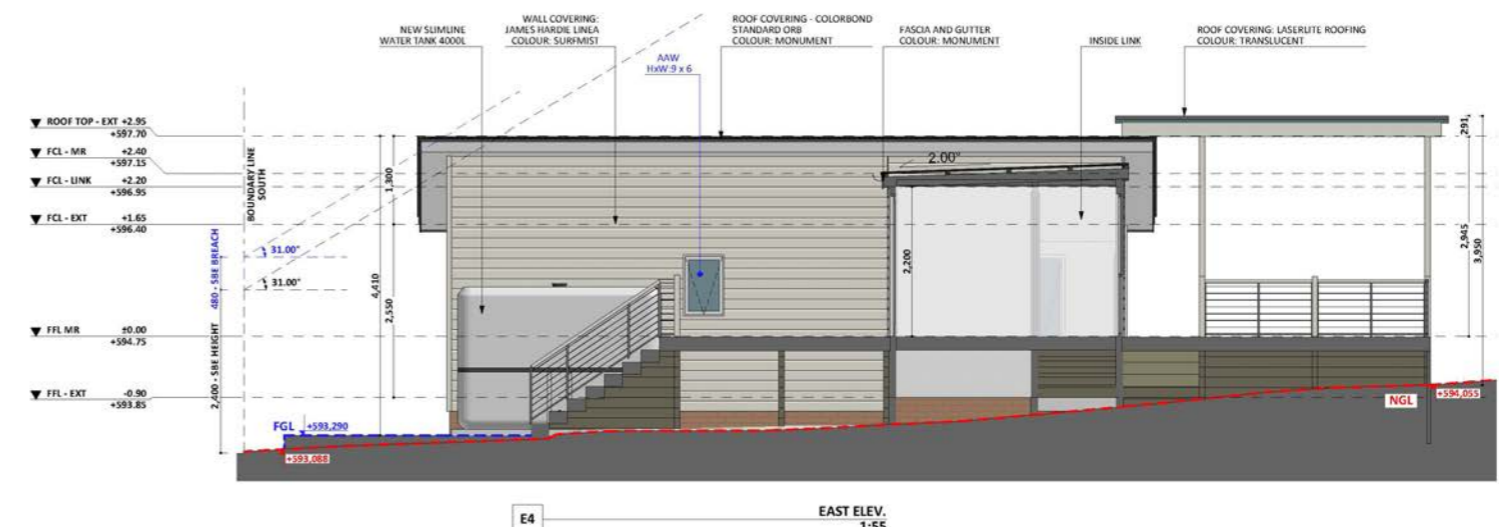 NEW SLIMLINE
WATER TANK 4000L
WALL COVERING:
JAMES HARDIE LINEA
COLOUR: SURFMIST
ROOF COVERING - COLORBOND
STANDARD ORB
COLOUR: MONUMENT
FASCIA AND GUTTER
COLOUR: MONUMENT
INSIDE LINK
ROOF COVERING: LASERLITE ROOFING
COLOUR: TRANSLUCENT
AAW
HxW:9 x 6
ROOF TOP - EXT +2.95
+597.70
FCL - MR +2.40
+597.15
FCL - LINK +2.20
+596.95
FCL - EXT +1.65
+596.40
FFL MR ±0.00
+594.75
FFL - EXT -0.90
+593.85
BOUNDARY LINE
SOUTH
480 - SBE BREACH
2,400 - SBE HEIGHT
31.00°
31.00°
4,410
1,300
2,550
2.00°
2,200
291
2,945
3,950
FGL
+593,290
+593,088
NGL
+594,055
E4
EAST ELEV.
1:55